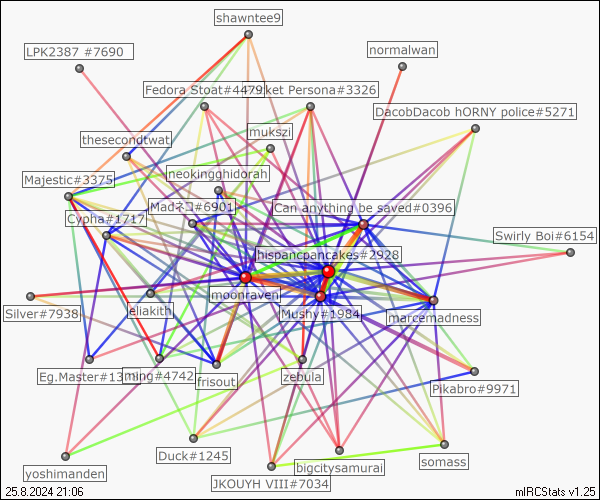 shawntee9
LPK2387 #7690
normalwan
Fedora Stoat#4479
ket Persona#3326
DacobDacob hORNY police#5271
mukszi
thesecondtwat
neokingghidorah
Majestic#3375
Madネコ#6901
Can anything be saved#0396
Cypha#1717
Swirly Boi#6154
hispancpancakes#2928
moonraven
Silver#7938
eliakith
Mushy#1984
marcemadness
Eg.Master#13
ming#4742
frisout
zebula
Pikabro#9971
Duck#1245
bigcitysamurai
somass
yoshimanden
JKOUYH VIII#7034
25.8.2024 21:06
mIRCStats v1.25